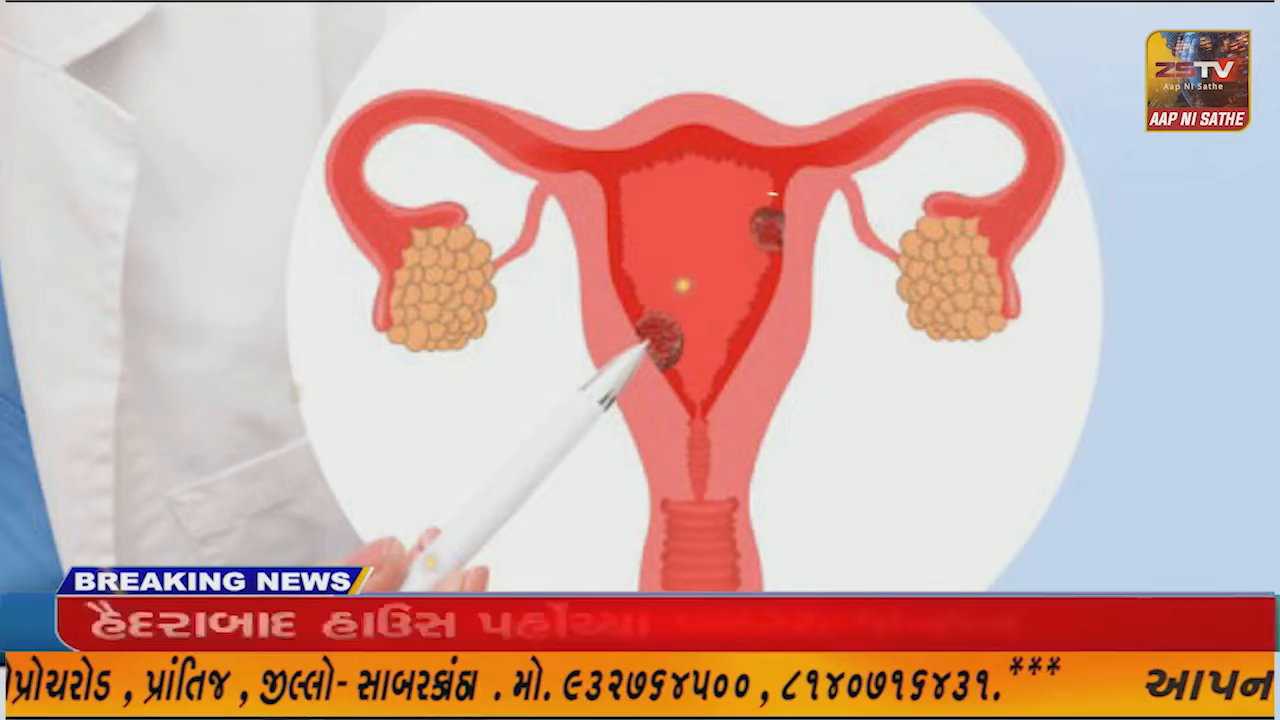 ZSTV
Aap Ni Sathe
AAP NI SATHE
BREAKING NEWS
હૈદરાબાદ હાઉસ પહોંચ્યા
પ્રોચરોડ , પ્રાંતિજ , જીલ્લો- સાબરકાંઠા . મો. ૯૩૨૭૬૪૫૦૦ , ૮૧૪૦૭૧૬૪૩૧.*** આપન